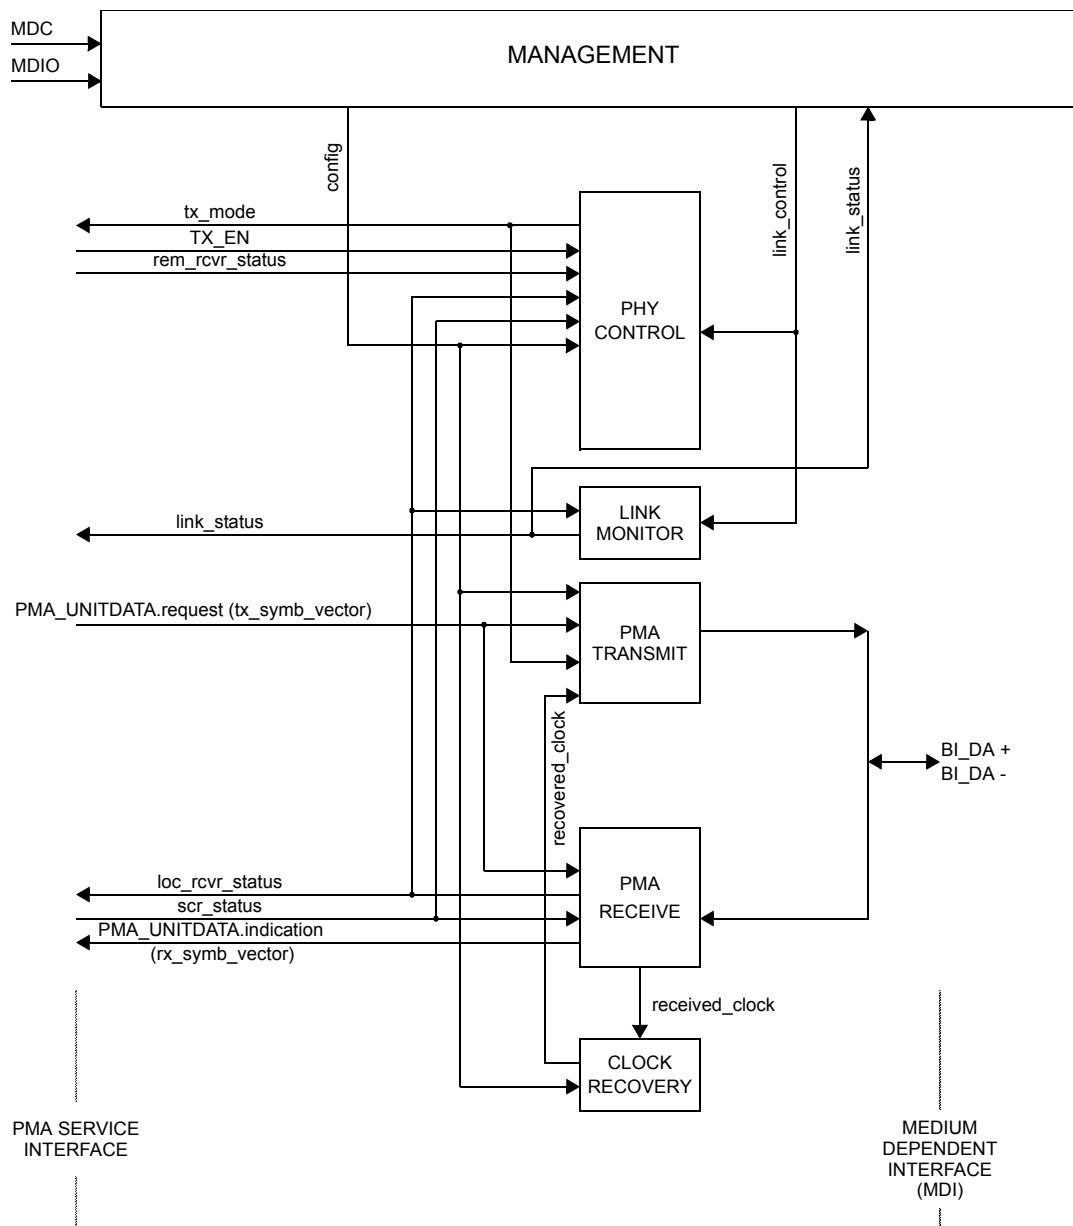 MDC
MANAGEMENT
MDIO
config
link_control
link_status
tx_mode
TX_EN
rem_rcvr_status
PHY
CONTROL
LINK
MONITOR
link_status
PMA_UNITDATA.request (tx_symb_vector)
PMA
TRANSMIT
recovered_clock
BI_DA +
BI_DA -
loc_rcvr_status
scr_status
PMA_UNITDATA.indication
(rx_symb_vector)
PMA
RECEIVE
received_clock
CLOCK
RECOVERY
PMA SERVICE
INTERFACE
MEDIUM
DEPENDENT
INTERFACE
(MDI)